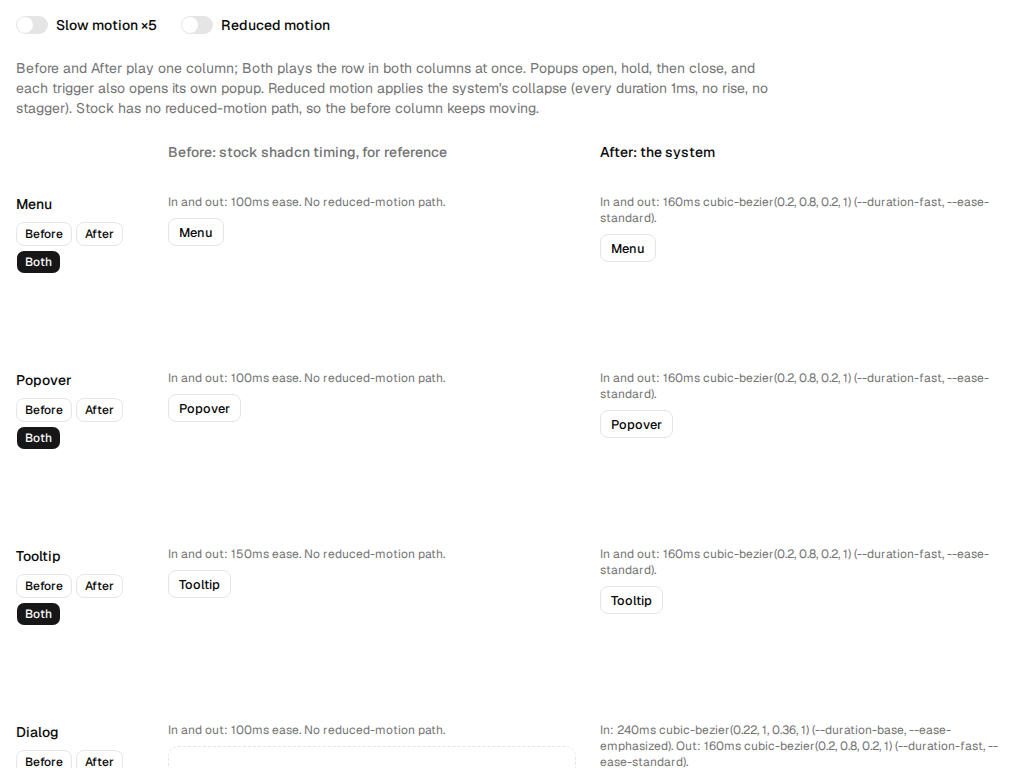 Slow motion ×5 Reduced motion
Before and After play one column; Both plays the row in both columns at once. Popups open, hold, then close, and
each trigger also opens its own popup. Reduced motion applies the system's collapse (every duration 1ms, no rise, no
stagger). Stock has no reduced-motion path, so the before column keeps moving.
Before: stock shadcn timing, for reference
After: the system
Menu
Before After
Both
In and out: 100ms ease. No reduced-motion path.
Menu
In and out: 160ms cubic-bezier(0.2, 0.8, 0.2, 1) (--duration-fast, --ease-
standard).
Menu
Popover
Before After
Both
In and out: 100ms ease. No reduced-motion path.
Popover
In and out: 160ms cubic-bezier(0.2, 0.8, 0.2, 1) (--duration-fast, --ease-
standard).
Popover
Tooltip
Before After
Both
In and out: 150ms ease. No reduced-motion path.
Tooltip
In and out: 160ms cubic-bezier(0.2, 0.8, 0.2, 1) (--duration-fast, --ease-
standard).
Tooltip
Dialog
Before After
In and out: 100ms ease. No reduced-motion path.
In: 240ms cubic-bezier(0.22, 1, 0.36, 1) (--duration-base, --ease-
emphasized). Out: 160ms cubic-bezier(0.2, 0.8, 0.2, 1) (--duration-fast, --
ease-standard).